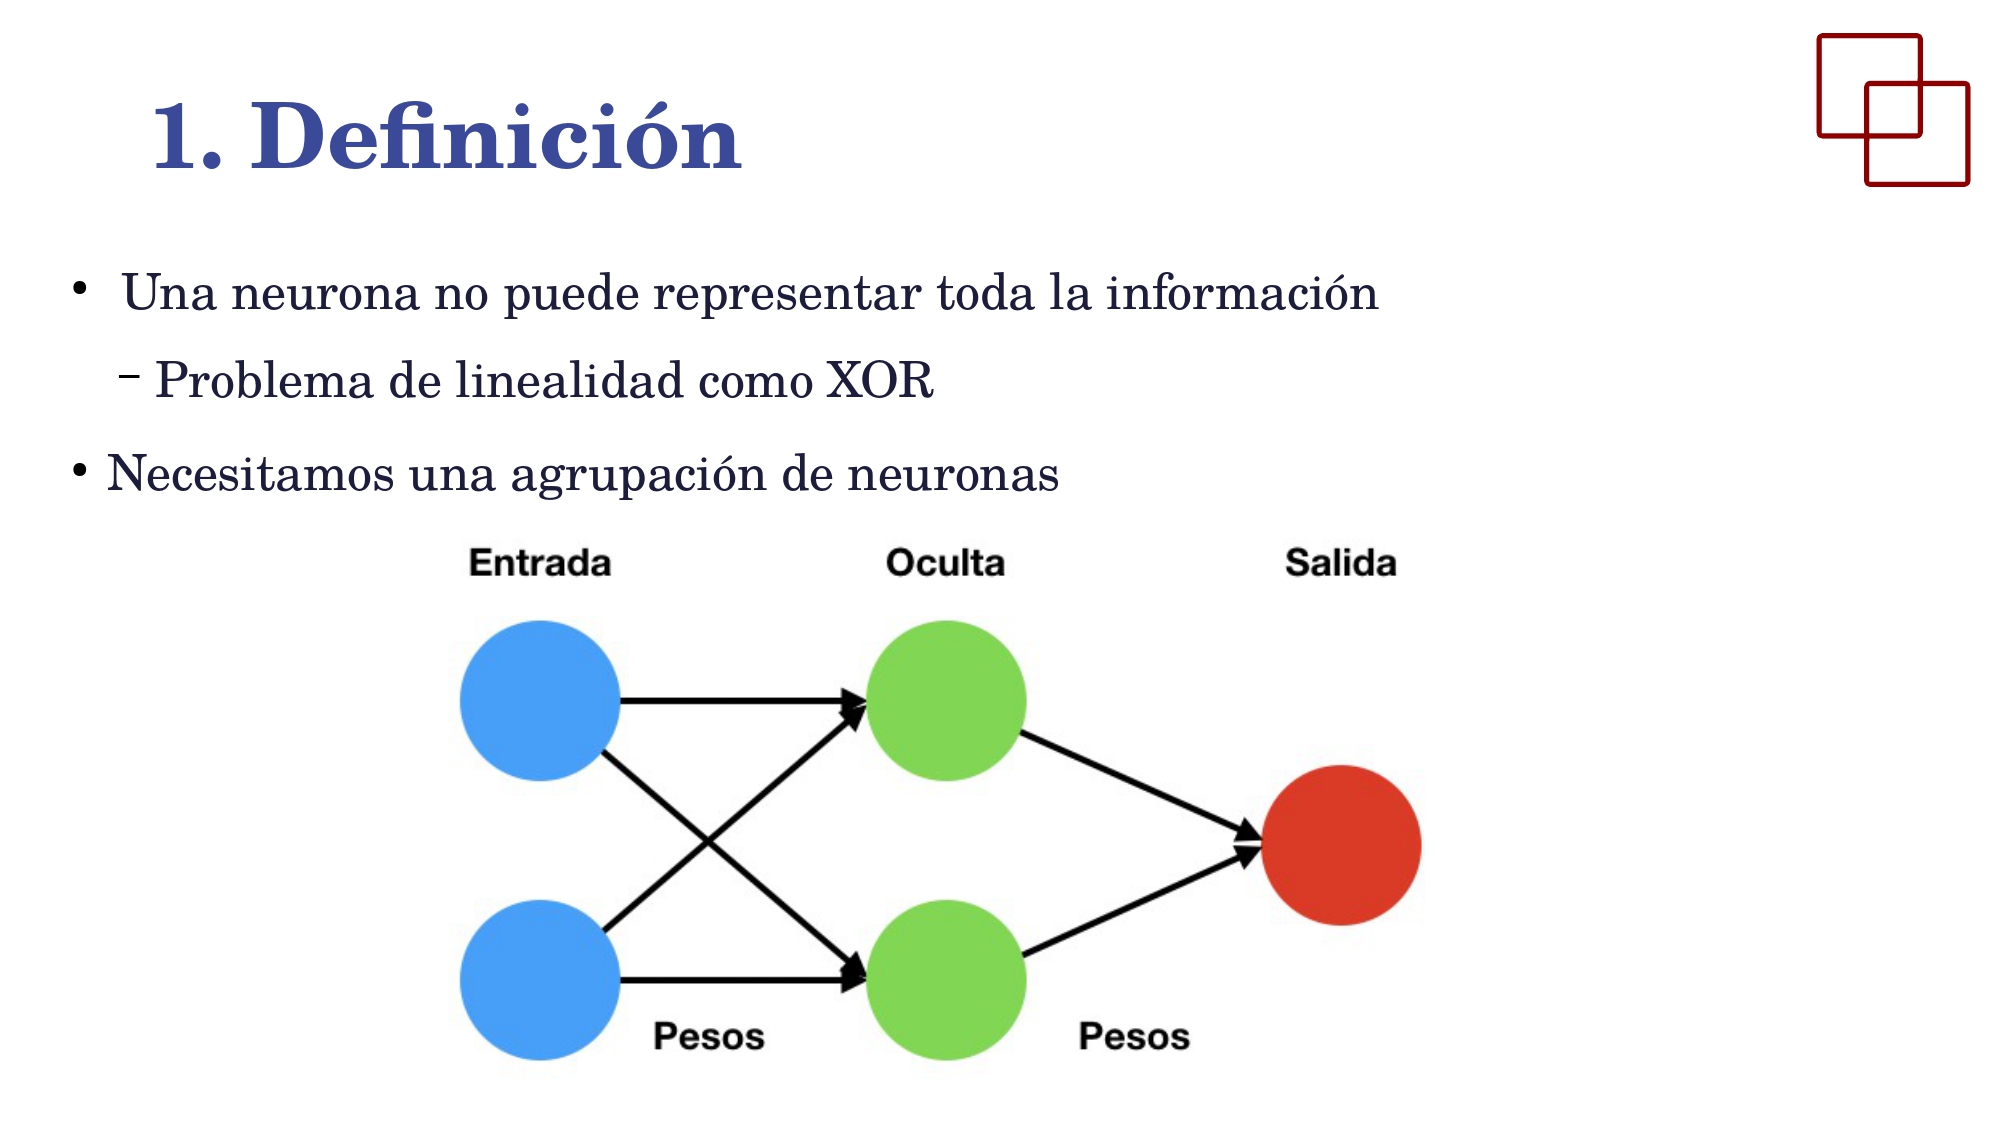 1. Definición
• Una neurona no puede representar toda la información
– Problema de linealidad como XOR
• Necesitamos una agrupación de neuronas
Entrada Oculta Salida
Pesos Pesos